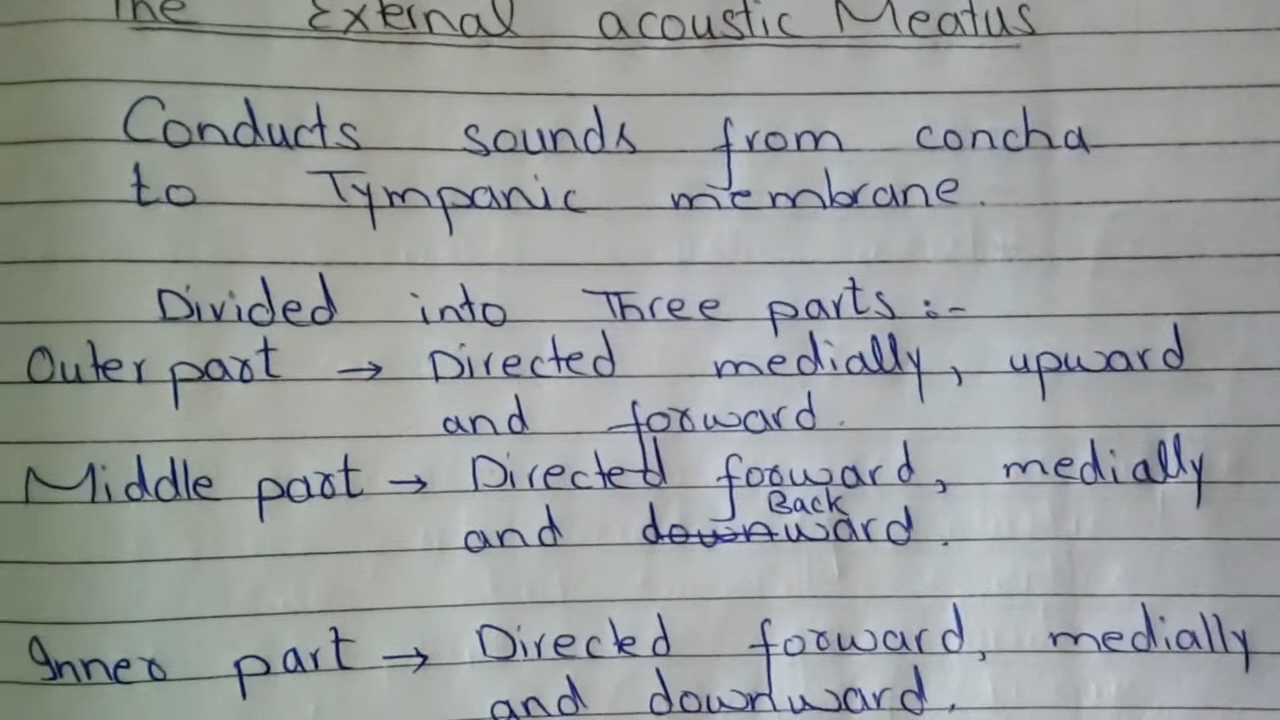 The External acoustic Meatus
Conducts sounds from concha
to Tympanic membrane.
Divided into Three parts :-
Outer part → Directed medially, upward
and forward.
Middle part → Directed forward, medially
Back
and downward.
Inner part → Directed forward, medially
and downward.